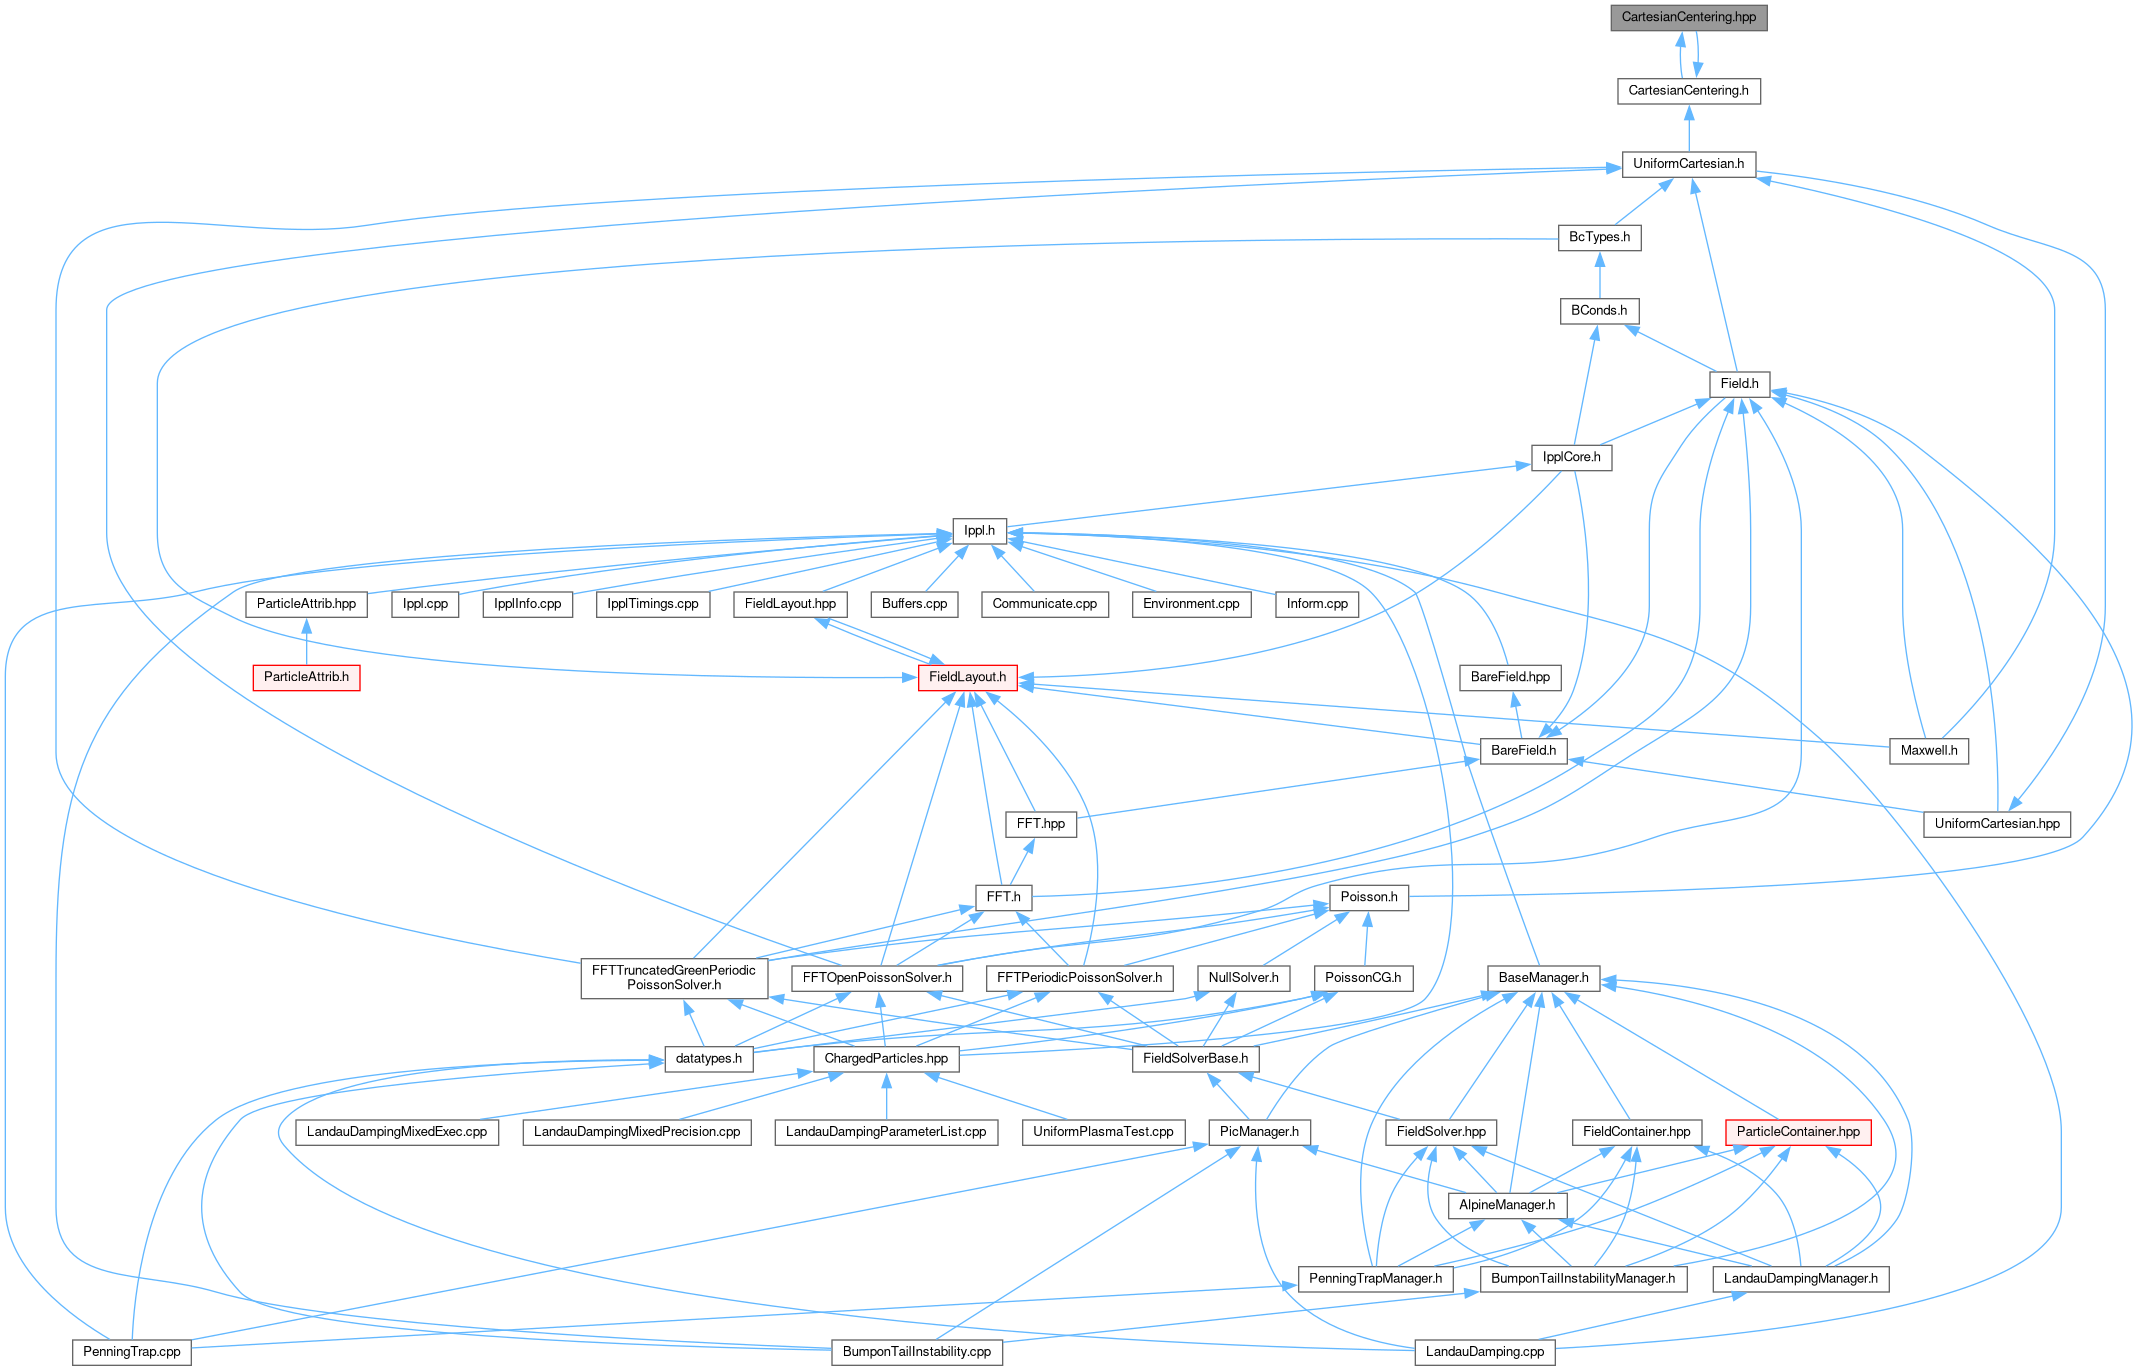 CartesianCentering.hpp
CartesianCentering.h
UniformCartesian.h
BcTypes.h
BConds.h
Field.h
IpplCore.h
Ippl.h
ParticleAttrib.hpp
Ippl.cpp
IpplInfo.cpp
IpplTimings.cpp
FieldLayout.hpp
Buffers.cpp
Communicate.cpp
Environment.cpp
Inform.cpp
ParticleAttrib.h
FieldLayout.h
BareField.hpp
BareField.h
Maxwell.h
FFT.hpp
UniformCartesian.hpp
FFT.h
Poisson.h
FFTTruncatedGreenPeriodic
PoissonSolver.h
FFTOpenPoissonSolver.h
FFTPeriodicPoissonSolver.h
NullSolver.h
PoissonCG.h
BaseManager.h
datatypes.h
ChargedParticles.hpp
FieldSolverBase.h
LandauDampingMixedExec.cpp
LandauDampingMixedPrecision.cpp
LandauDampingParameterList.cpp
UniformPlasmaTest.cpp
PicManager.h
FieldSolver.hpp
FieldContainer.hpp
ParticleContainer.hpp
AlpineManager.h
PenningTrapManager.h
BumponTailInstabilityManager.h
LandauDampingManager.h
PenningTrap.cpp
BumponTailInstability.cpp
LandauDamping.cpp